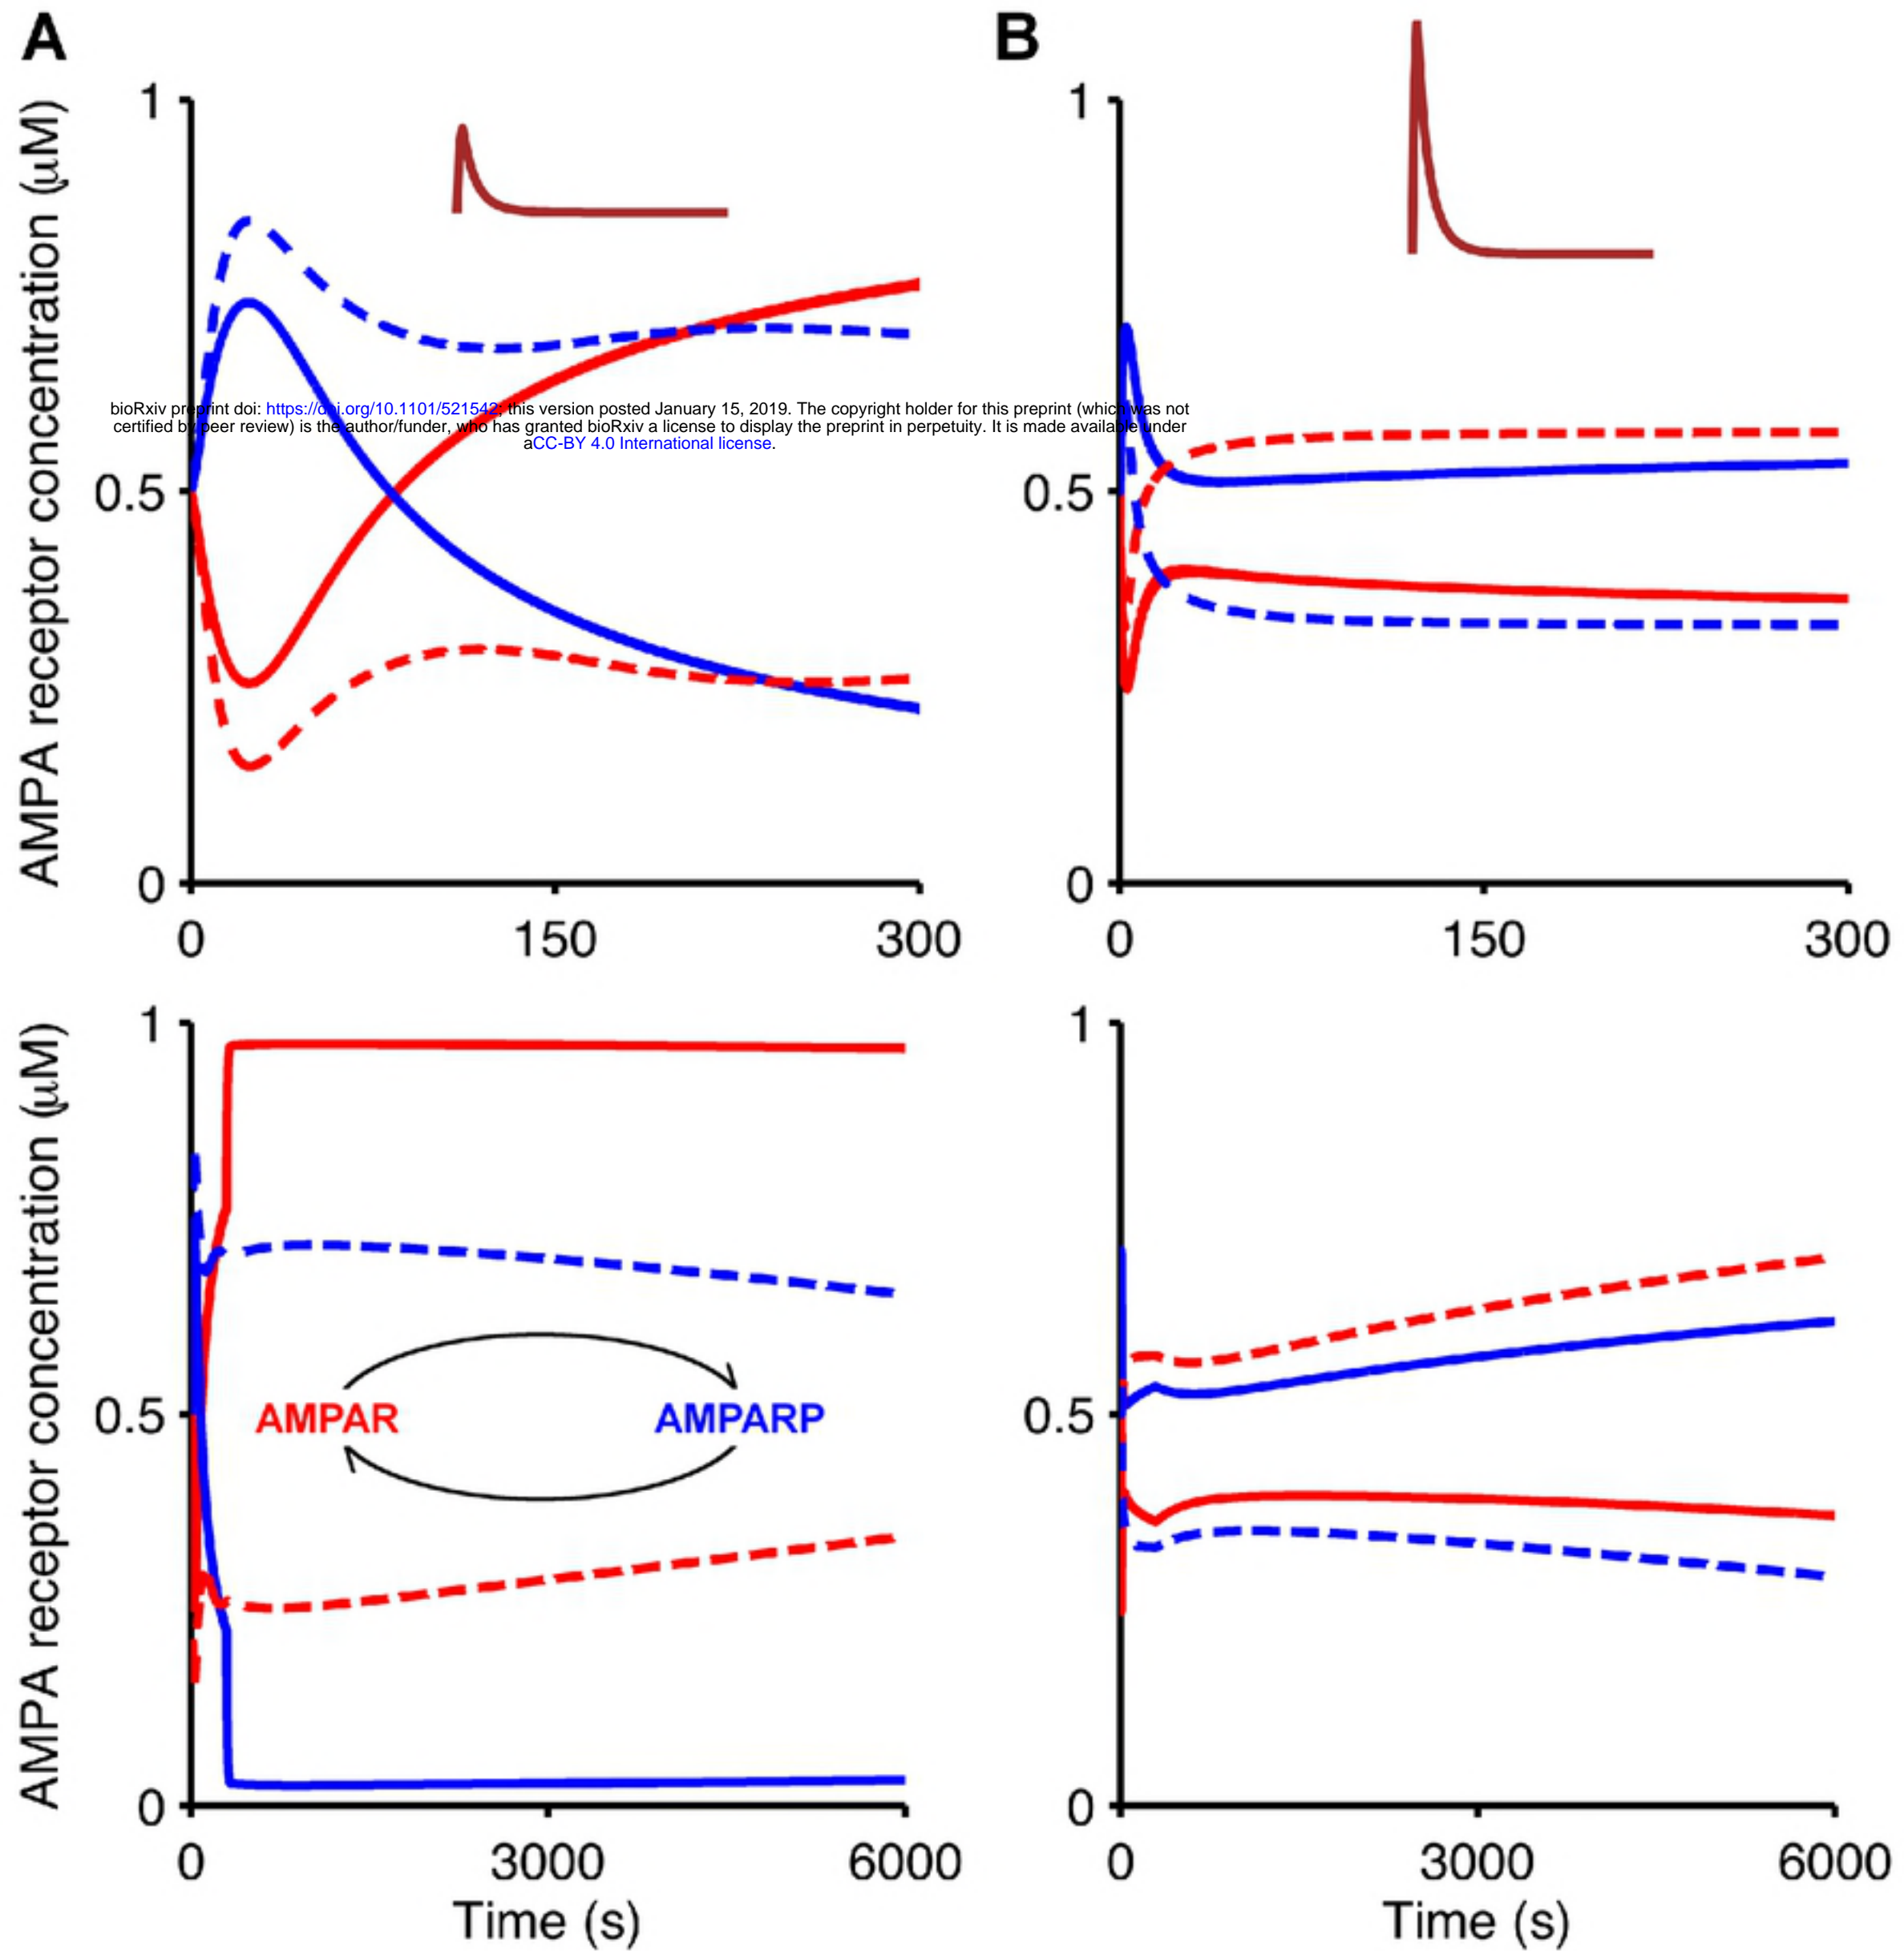 A
B
AMPA receptor concentration (μM)
1
0.5
0
0
150
300
1
0.5
0
0
150
300
bioRxiv preprint doi: https://doi.org/10.1101/521542; this version posted January 15, 2019. The copyright holder for this preprint (which was not
certified by peer review) is the author/funder, who has granted bioRxiv a license to display the preprint in perpetuity. It is made available under
aCC-BY 4.0 International license.
AMPA receptor concentration (μM)
1
0.5
0
AMPAR
AMPARP
0
3000
6000
Time (s)
1
0.5
0
0
3000
6000
Time (s)